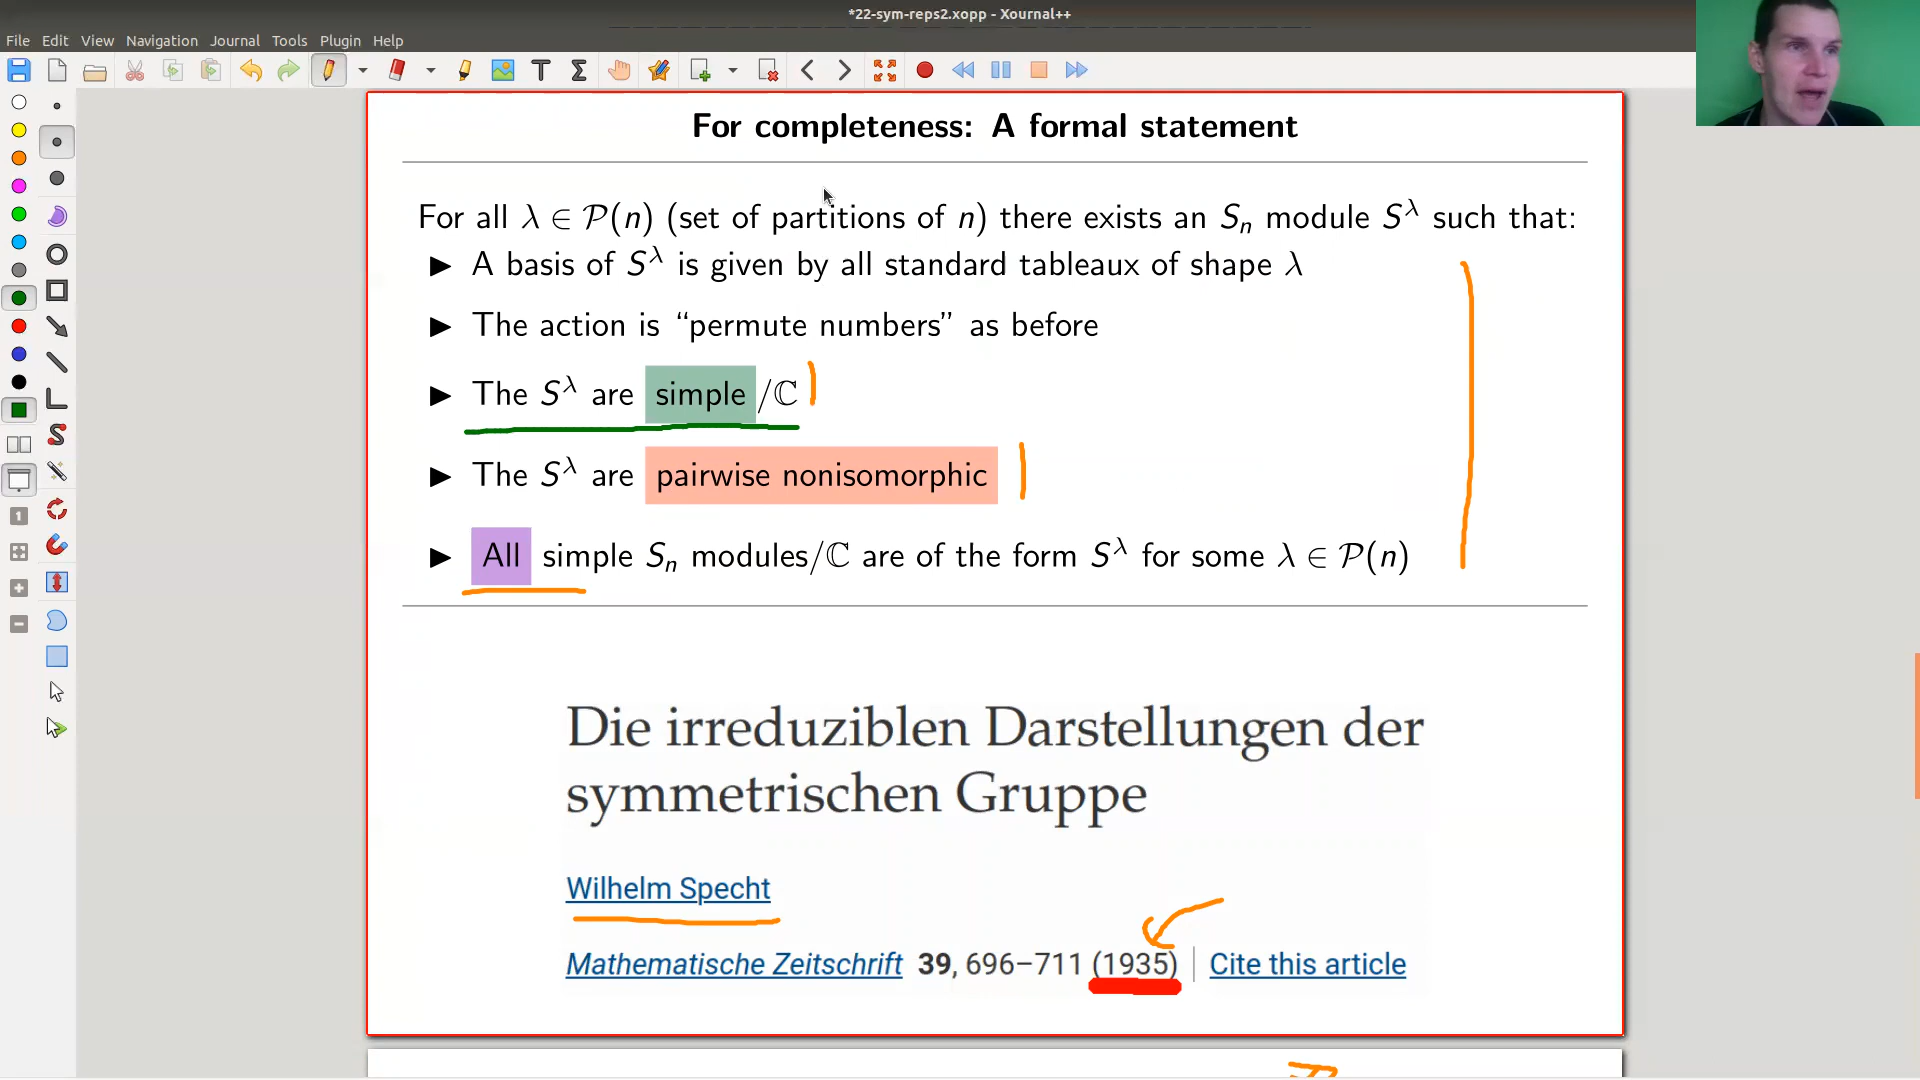 *22-sym-reps2.xopp - Xournal++
File Edit View Navigation Journal Tools Plugin Help
For completeness: A formal statement
For all λ ∈ P(n) (set of partitions of n) there exists an Sₙ module S^λ such that:
▶ A basis of S^λ is given by all standard tableaux of shape λ
▶ The action is “permute numbers” as before
▶ The S^λ are simple /ℂ
▶ The S^λ are pairwise nonisomorphic
▶ All simple Sₙ modules/ℂ are of the form S^λ for some λ ∈ P(n)
Die irreduziblen Darstellungen der
symmetrischen Gruppe
Wilhelm Specht
Mathematische Zeitschrift 39, 696–711 (1935) | Cite this article